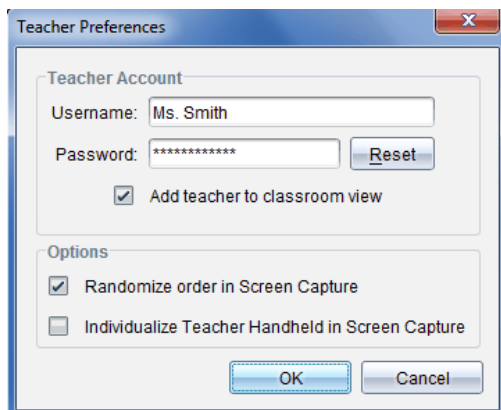 Teacher Preferences
Teacher Account
Username: Ms. Smith
Password: ************ Reset
Add teacher to classroom view
Options
Randomize order in Screen Capture
Individualize Teacher Handheld in Screen Capture
OK Cancel